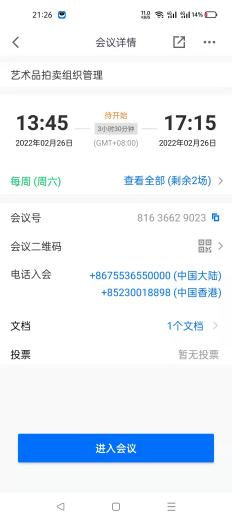 21:26 11.0 KB/S 14%
会议详情
艺术品拍卖组织管理
待开始
13:45 3小时30分钟 17:15
2022年02月26日 (GMT+08:00) 2022年02月26日
每周 (周六) 查看全部 (剩余2场)
会议号 816 3662 9023
会议二维码
电话入会 +8675536550000 (中国大陆)
+85230018898 (中国香港)
文档 1个文档
投票 暂无投票
进入会议